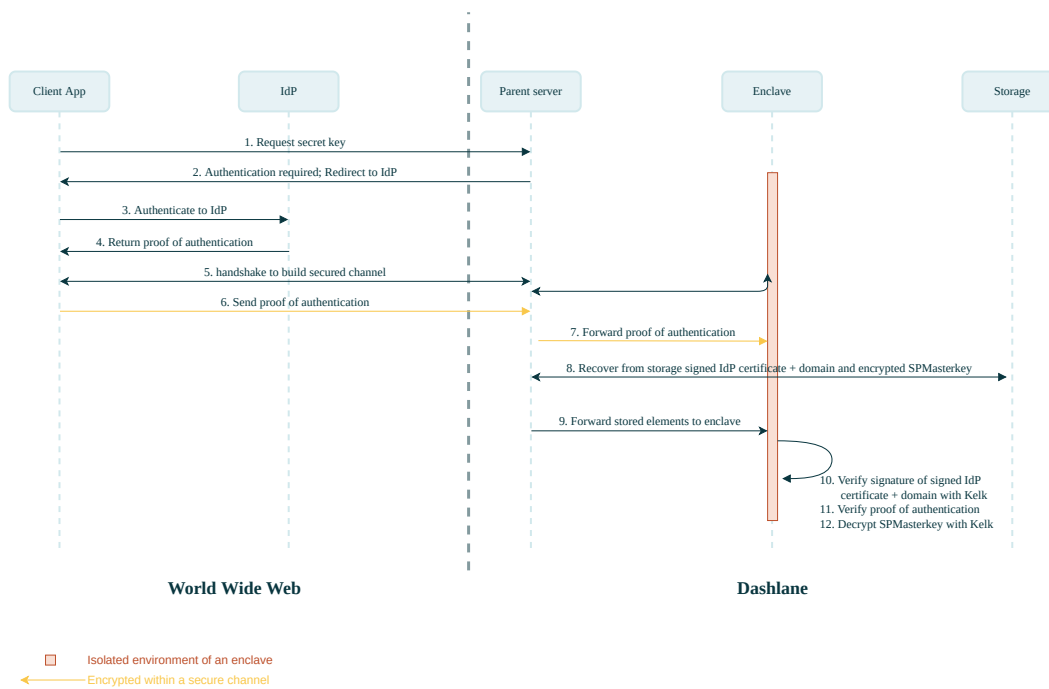 Client App
IdP
Parent server
Enclave
Storage
1. Request secret key
2. Authentication required; Redirect to IdP
3. Authenticate to IdP
4. Return proof of authentication
5. handshake to build secured channel
6. Send proof of authentication
7. Forward proof of authentication
8. Recover from storage signed IdP certificate + domain and encrypted SPMasterkey
9. Forward stored elements to enclave
10. Verify signature of signed IdP
certificate + domain with Kelk
11. Verify proof of authentication
12. Decrypt SPMasterkey with Kelk
World Wide Web
Dashlane
Isolated environment of an enclave
Encrypted within a secure channel